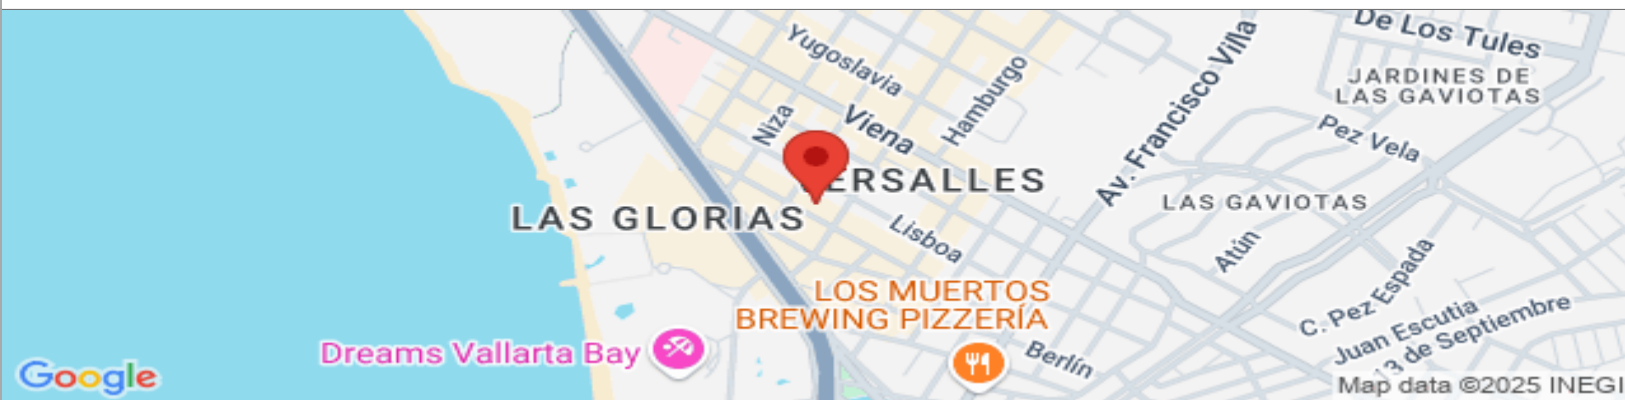 De Los Tules
Yugoslavia
Hamburgo
Av. Francisco Villa
JARDINES DE
LAS GAVIOTAS
Niza
Viena
Pez Vela
ERSALLES
LAS GAVIOTAS
LAS GLORIAS
Lisboa
Atún
C. Pez Espada
LOS MUERTOS
BREWING PIZZERÍA
Juan Escutia
13 de Septiembre
Dreams Vallarta Bay
Berlín
Google
Map data ©2025 INEGI